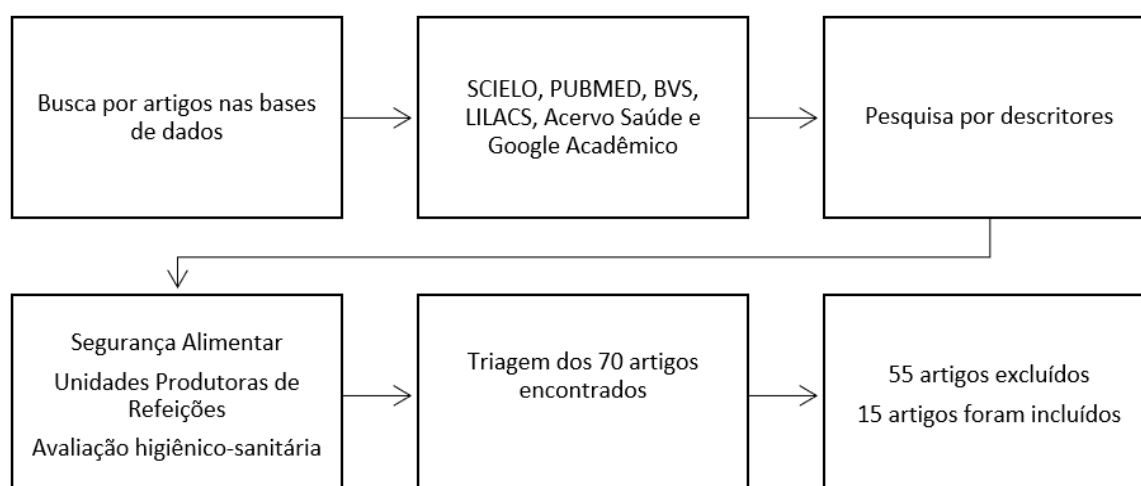 Busca por artigos nas bases
de dados
SCIELO, PUBMED, BVS,
LILACS, Acervo Saúde e
Google Acadêmico
Pesquisa por descritores
Segurança Alimentar
Unidades Produtoras de
Refeições
Avaliação higiênico-sanitária
Triagem dos 70 artigos
encontrados
55 artigos excluídos
15 artigos foram incluídos